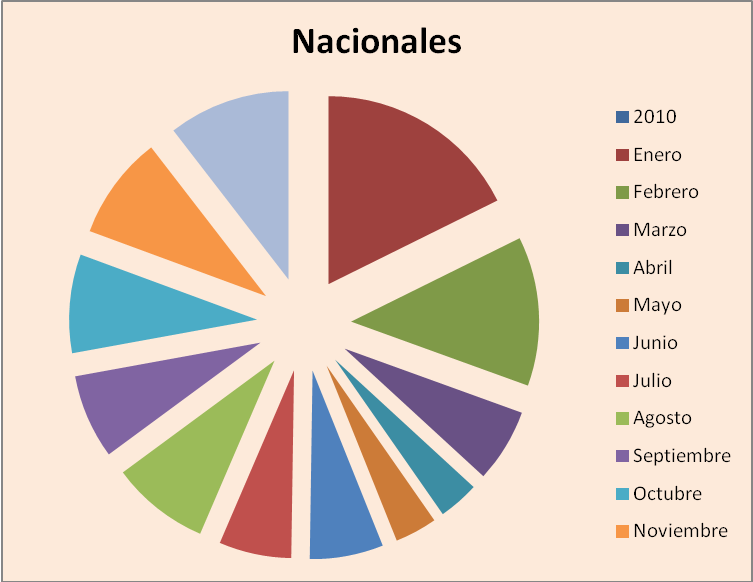 Nacionales
2010
Enero
Febrero
Marzo
Abril
Mayo
Junio
Julio
Agosto
Septiembre
Octubre
Noviembre